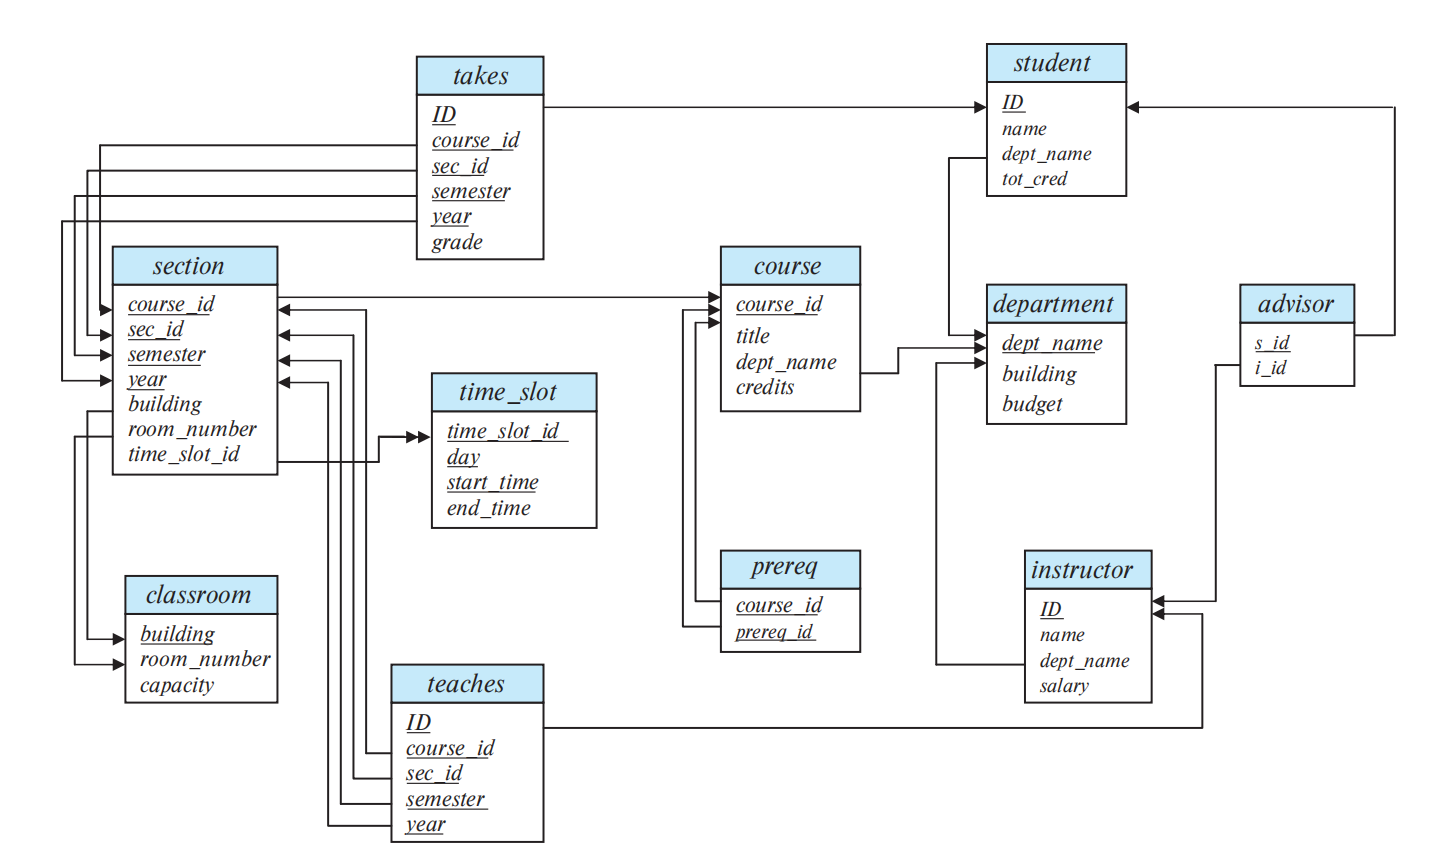 takes
ID
course_id
sec_id
semester
year
grade
student
ID
name
dept_name
tot_cred
section
course_id
sec_id
semester
year
building
room_number
time_slot_id
course
course_id
title
dept_name
credits
department
dept_name
building
budget
advisor
s_id
i_id
time_slot
time_slot_id
day
start_time
end_time
prereq
course_id
prereq_id
instructor
ID
name
dept_name
salary
classroom
building
room_number
capacity
teaches
ID
course_id
sec_id
semester
year